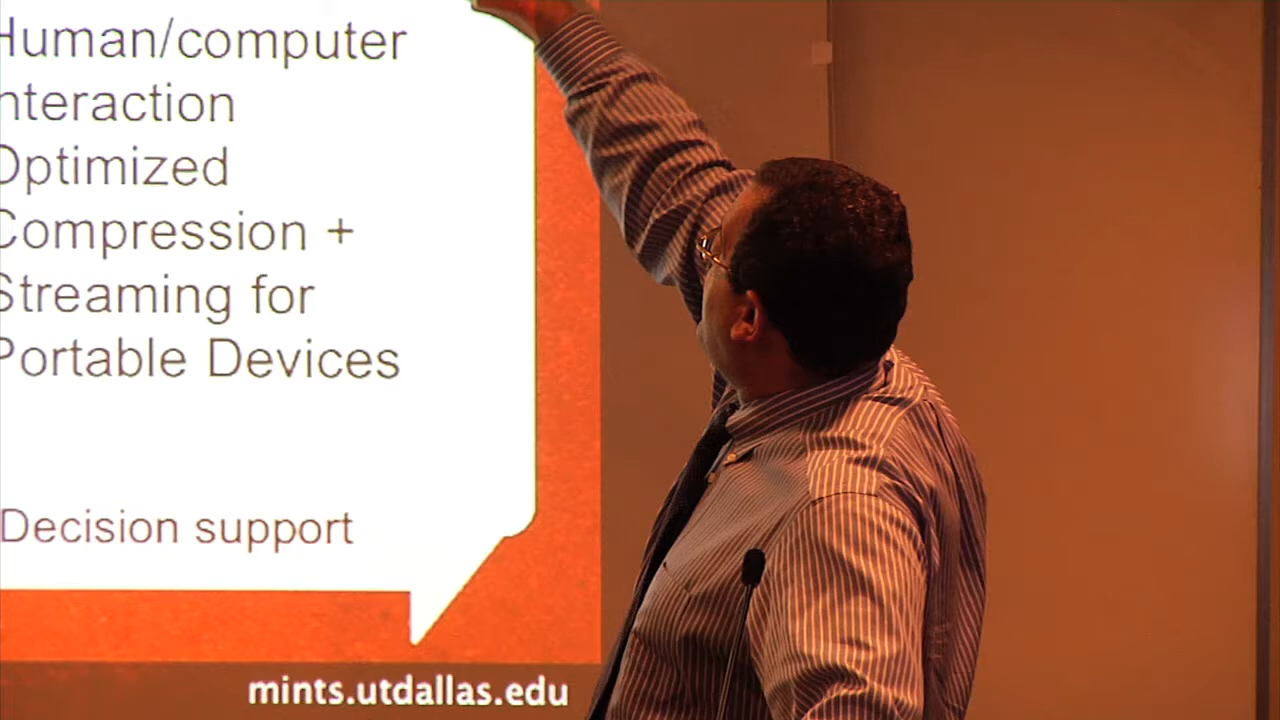 Human/computer
nteraction
Optimized
Compression +
Streaming for
Portable Devices
Decision support
mints.utdallas.edu